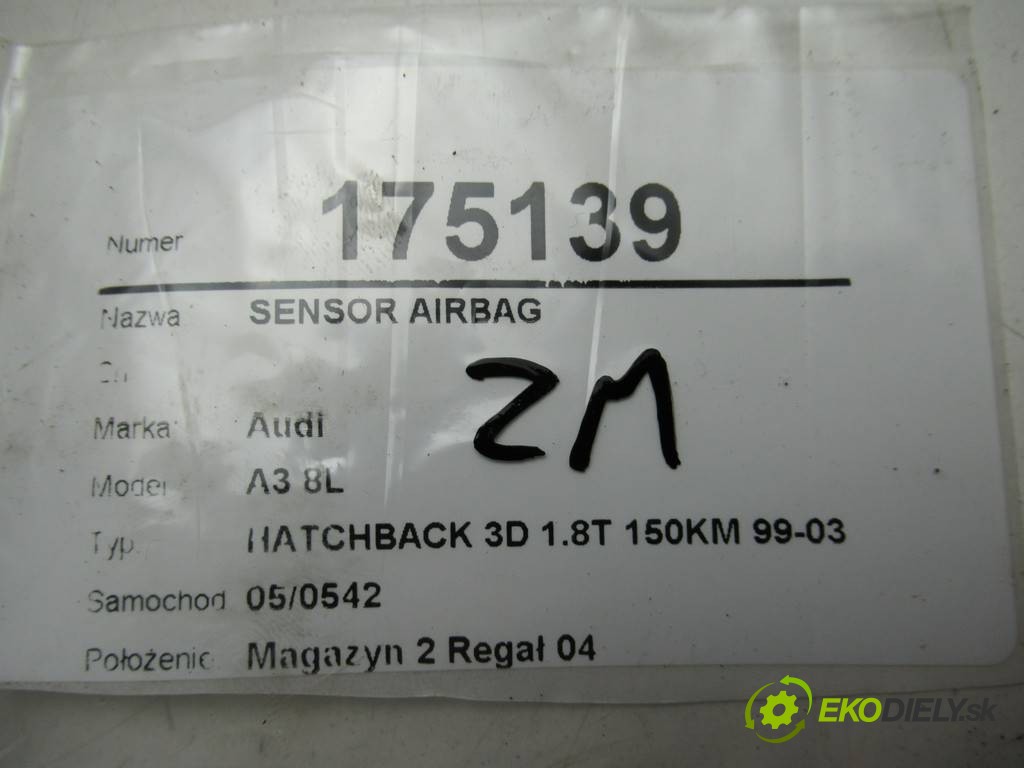 Numer 175139
Nazwa SENSOR AIRBAG
ZM
Marka Audi
Model A3 8L
Typ HATCHBACK 3D 1.8T 150KM 99-03
Samochod 05/0542
Położenie Magazyn 2 Regał 04
EKODIELY.sk